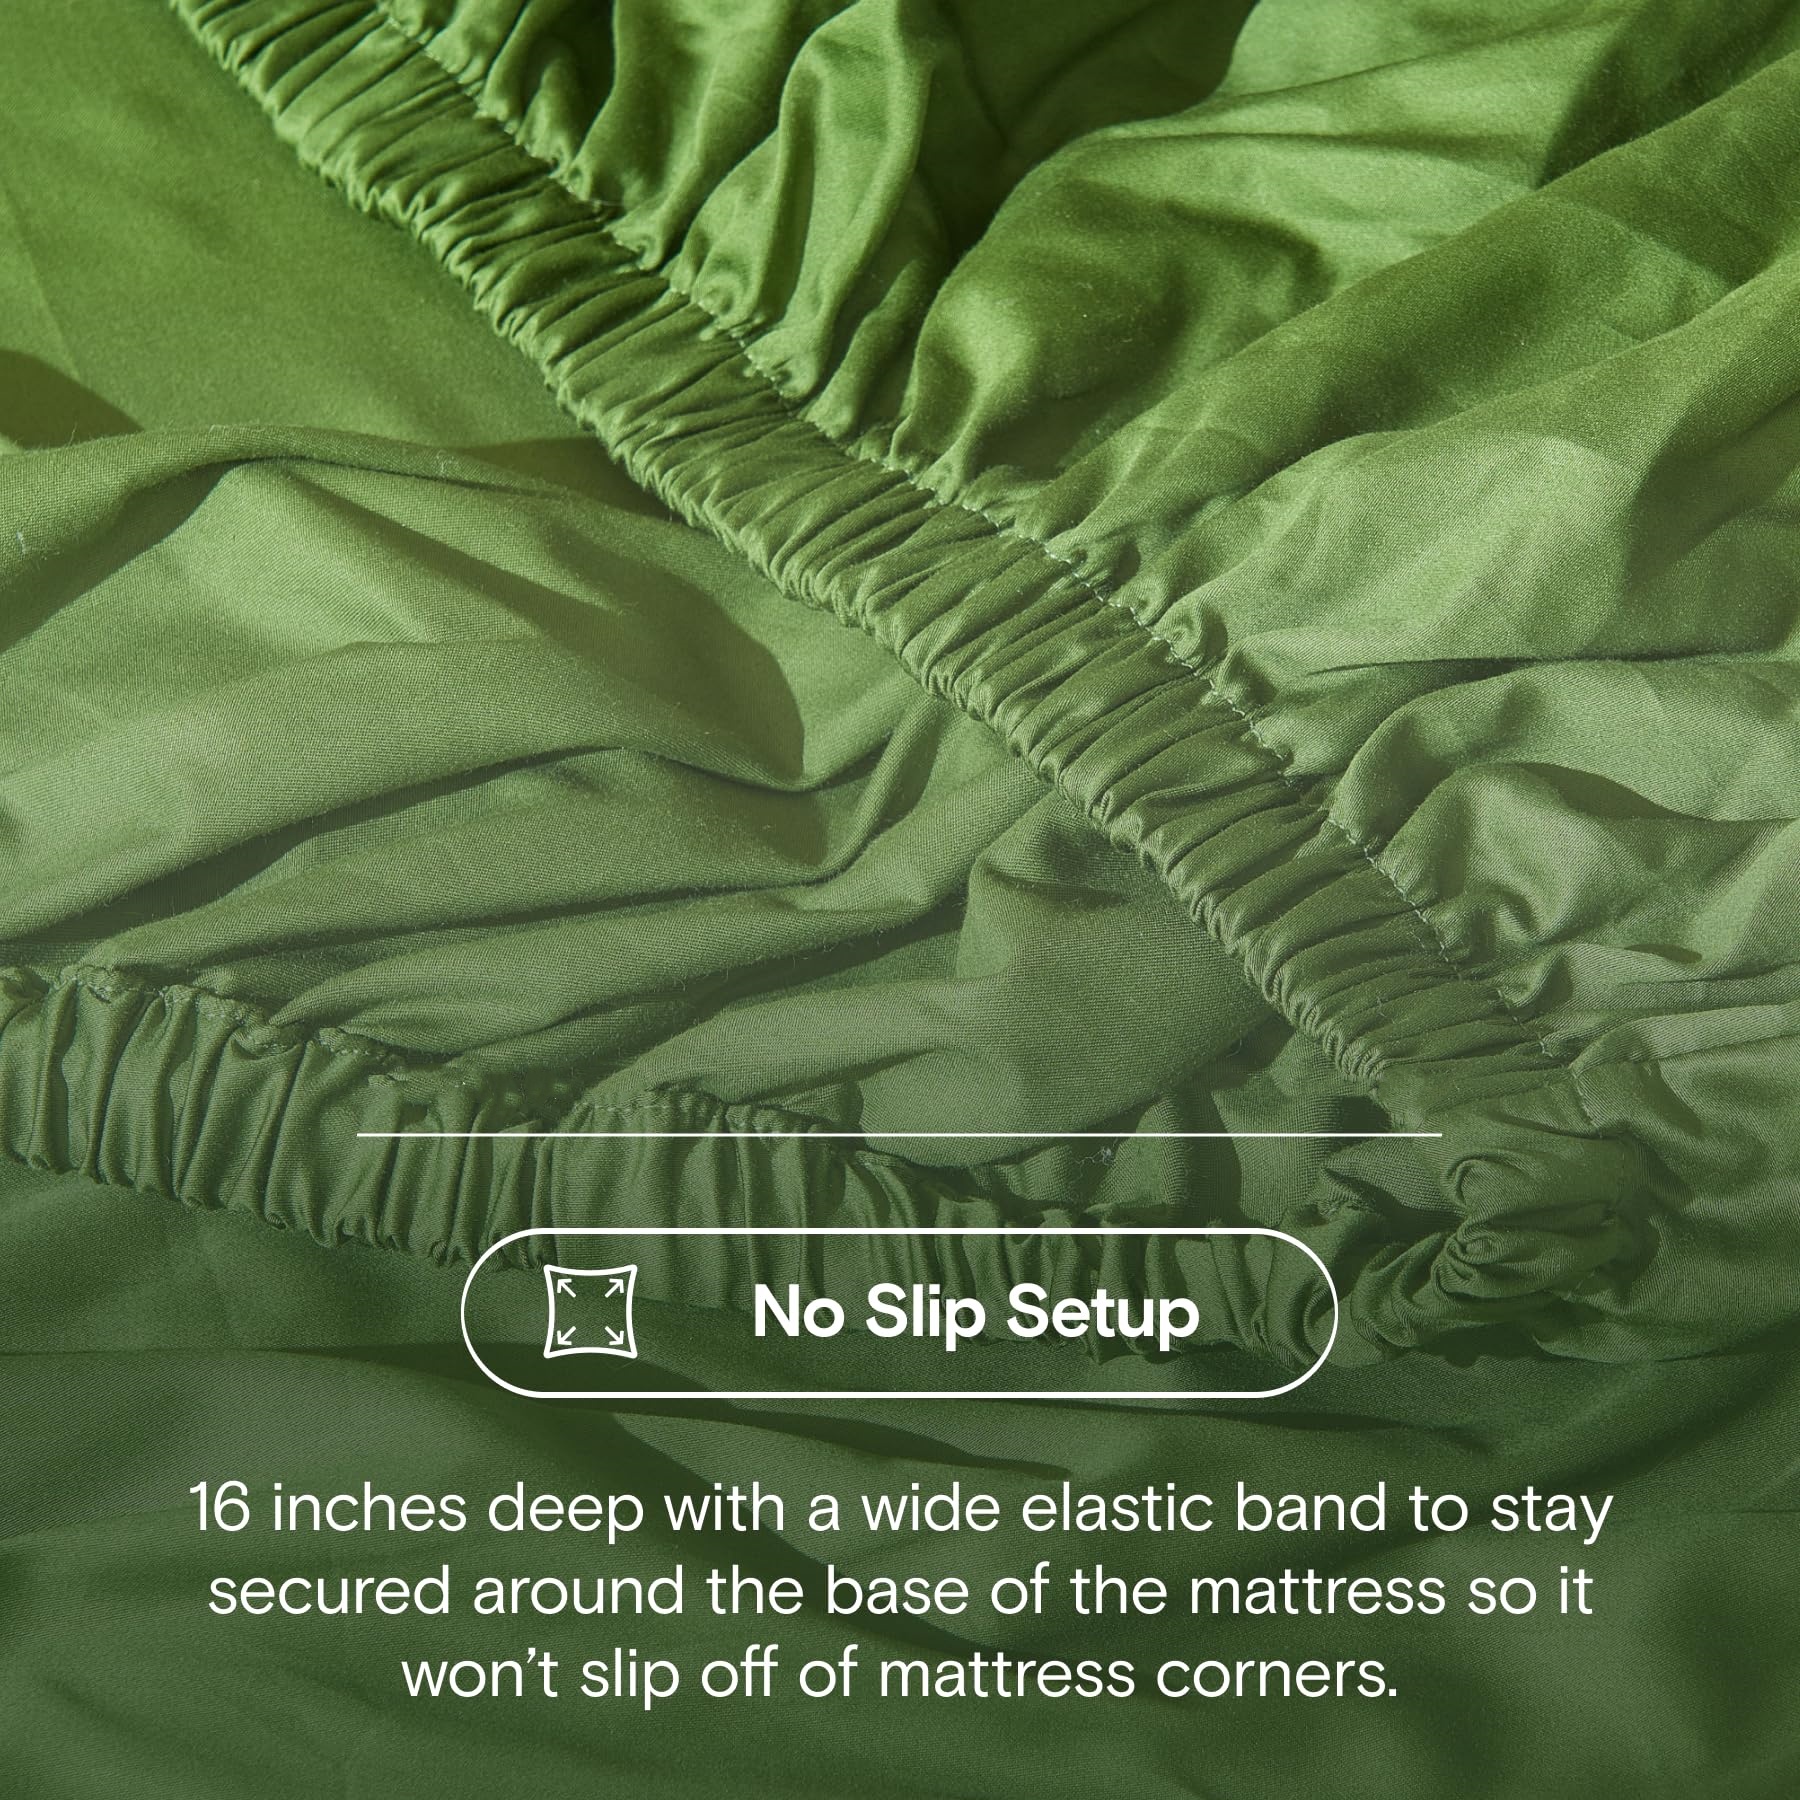 No Slip Setup
16 inches deep with a wide elastic band to stay
secured around the base of the mattress so it
won’t slip off of mattress corners.